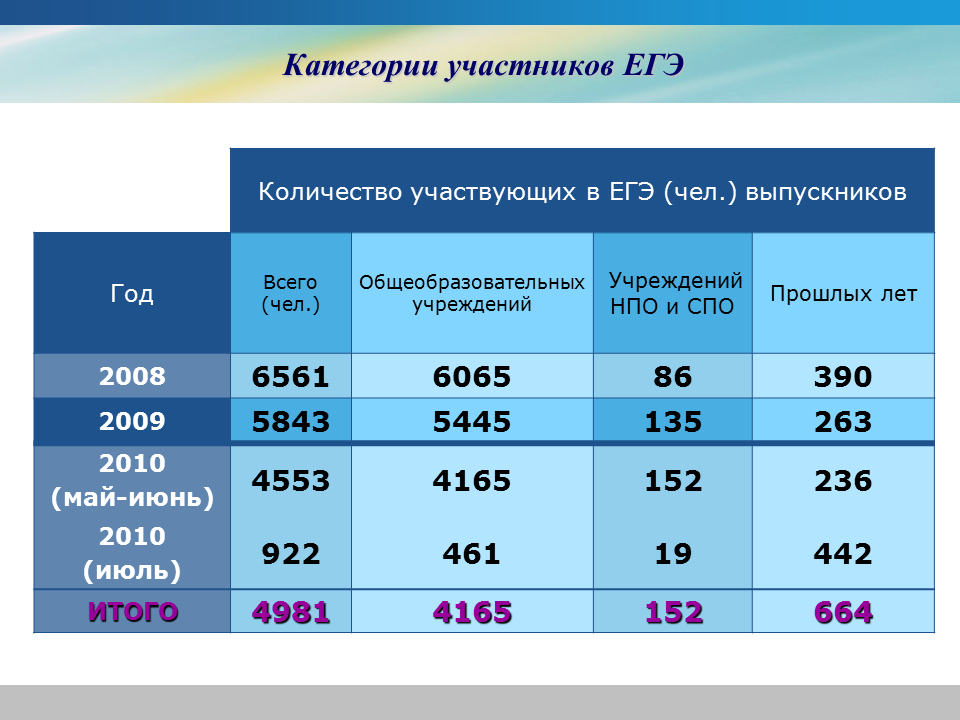 Категории участников ЕГЭ
Количество участвующих в ЕГЭ (чел.) выпускников
Год
Всего
(чел.)
Общеобразовательных
учреждений
Учреждений
НПО и СПО
Прошлых лет
2008 6561 6065 86 390
2009 5843 5445 135 263
2010
(май-июнь) 4553 4165 152 236
2010
(июль) 922 461 19 442
ИТОГО 4981 4165 152 664